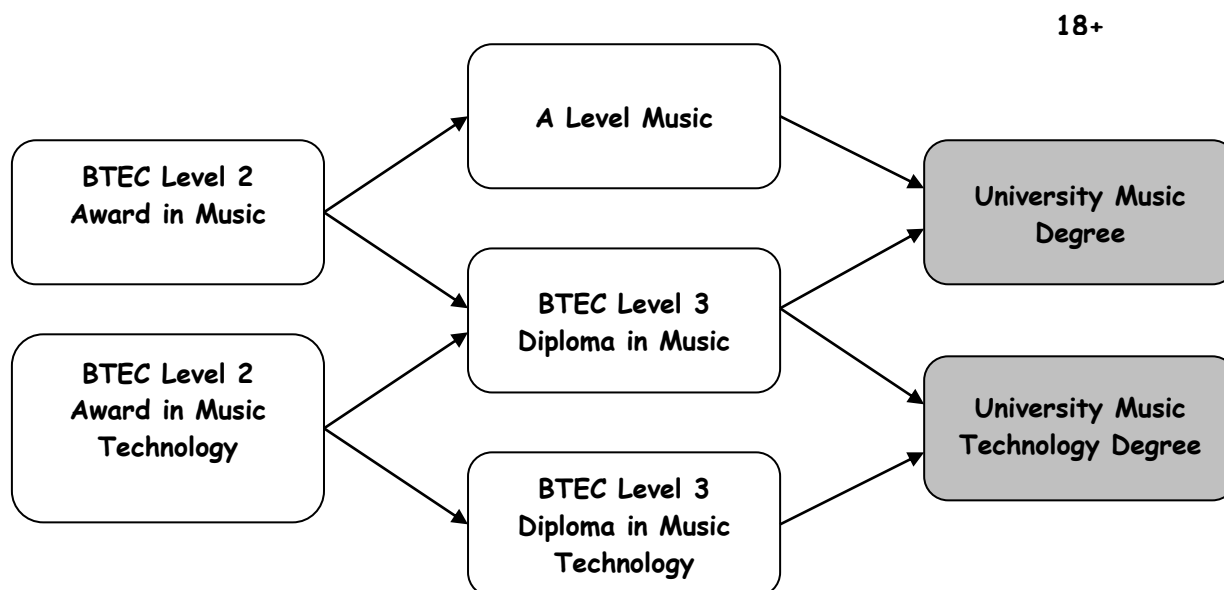 18+
A Level Music
BTEC Level 2
Award in Music
University Music
Degree
BTEC Level 3
Diploma in Music
BTEC Level 2
Award in Music
Technology
University Music
Technology Degree
BTEC Level 3
Diploma in Music
Technology